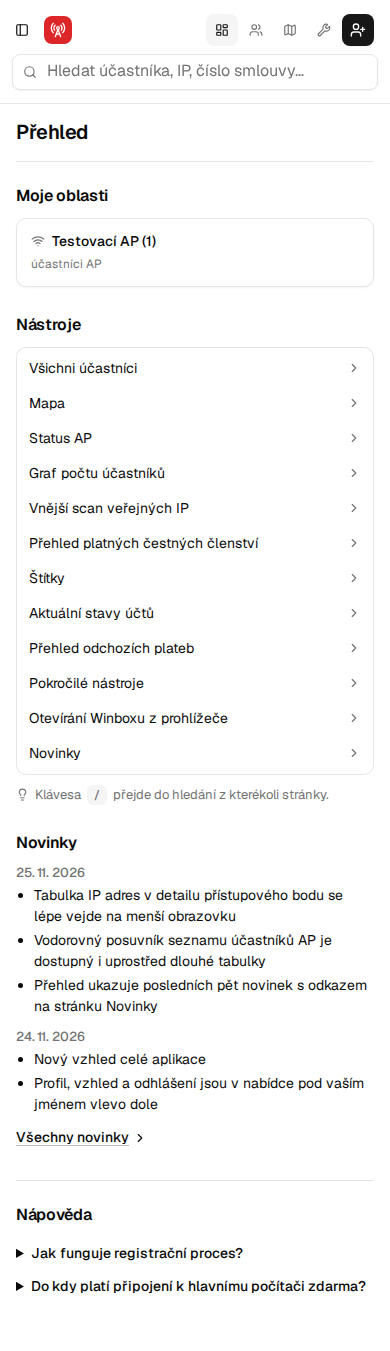 Hledat účastníka, IP, číslo smlouvy...
Přehled
Moje oblasti
Testovací AP (1)
účastníci AP
Nástroje
Všichni účastníci
Mapa
Status AP
Graf počtu účastníků
Vnější scan veřejných IP
Přehled platných čestných členství
Štítky
Aktuální stavy účtů
Přehled odchozích plateb
Pokročilé nástroje
Otevírání Winboxu z prohlížeče
Novinky
Klávesa / přejde do hledání z kterékoli stránky.
Novinky
25. 11. 2026
Tabulka IP adres v detailu přístupového bodu se
lépe vejde na menší obrazovku
Vodorovný posuvník seznamu účastníků AP je
dostupný i uprostřed dlouhé tabulky
Přehled ukazuje posledních pět novinek s odkazem
na stránku Novinky
24. 11. 2026
Nový vzhled celé aplikace
Profil, vzhled a odhlášení jsou v nabídce pod vaším
jménem vlevo dole
Všechny novinky
Nápověda
Jak funguje registrační proces?
Do kdy platí připojení k hlavnímu počítači zdarma?